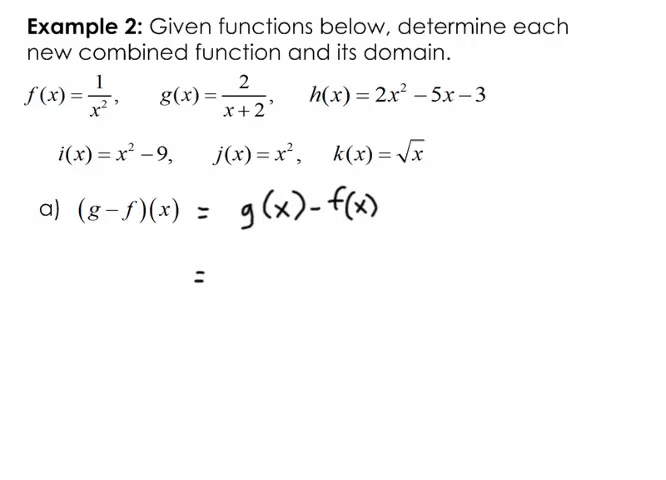 Example 2: Given functions below, determine each
new combined function and its domain.
f(x) = 1/x², g(x) = 2/(x+2), h(x) = 2x² − 5x − 3
i(x) = x² − 9, j(x) = x², k(x) = √x
a) (g − f)(x) = g(x) − f(x)
=